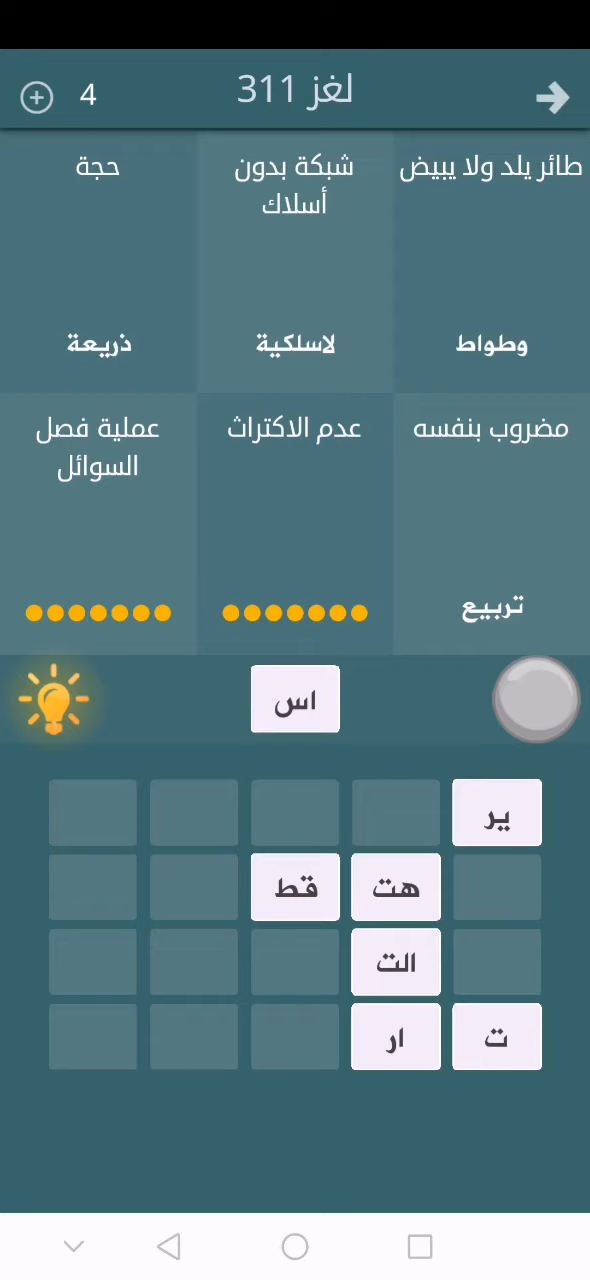 لغز 311
4
طائر يلد ولا يبيض
شبكة بدون
أسلاك
حجة
وطواط
لاسلكية
ذريعة
مضروب بنفسه
عدم الاكتراث
عملية فصل
السوائل
تربيع
اس
ير
هت
قط
الت
ت
ار